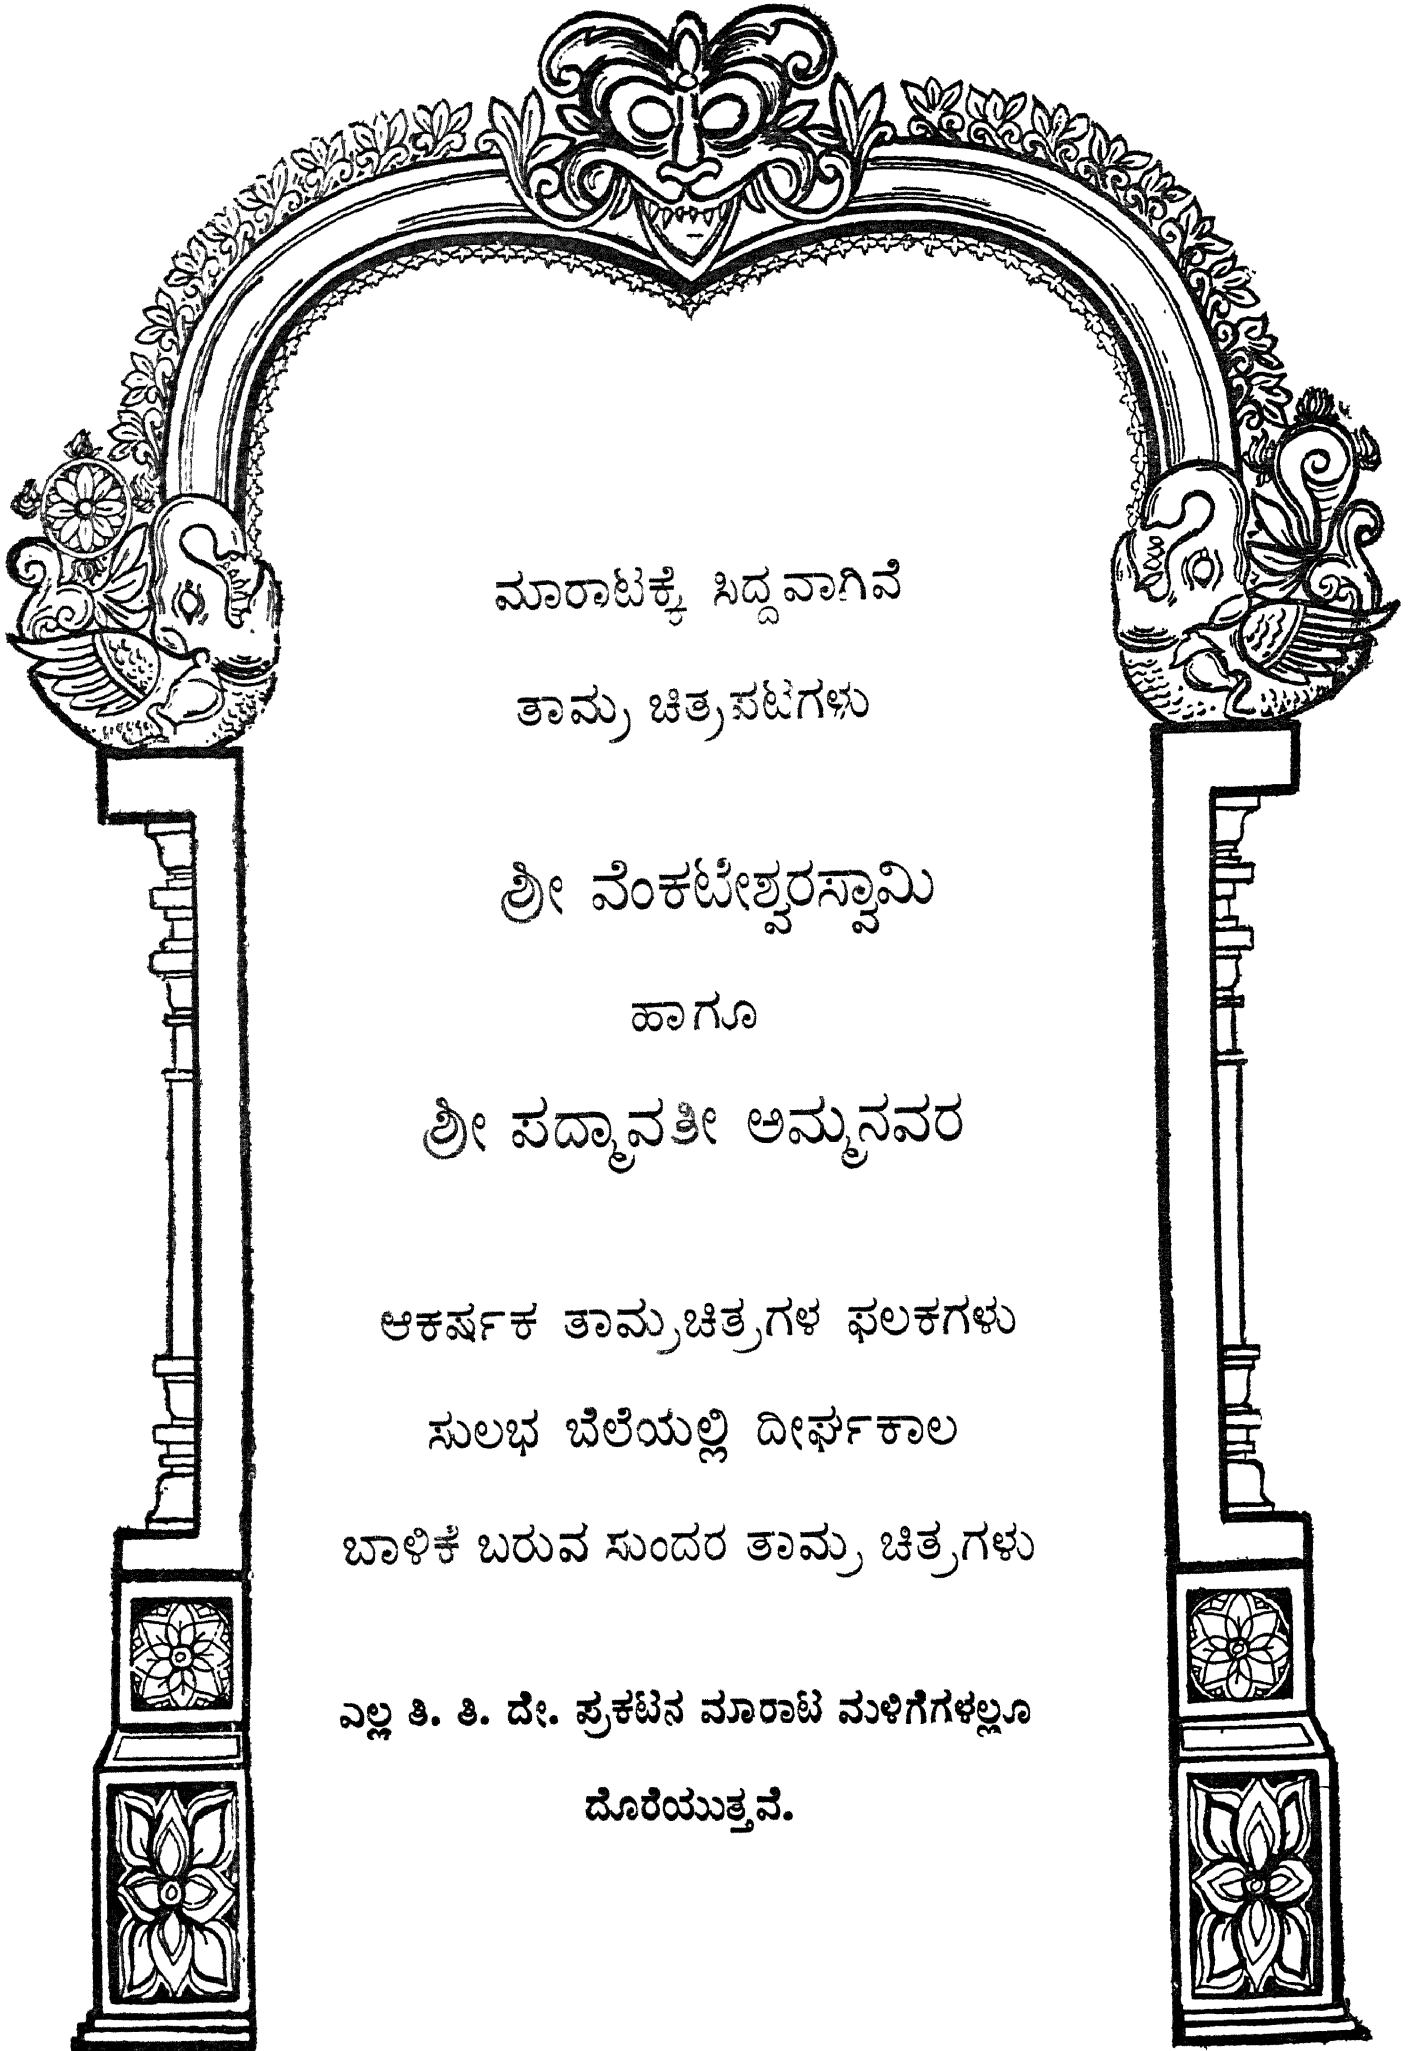 ಮಾರಾಟಕ್ಕೆ ಸಿದ್ಧವಾಗಿವೆ
ತಾಮ್ರ ಚಿತ್ರಪಟಗಳು
ಶ್ರೀ ವೆಂಕಟೇಶ್ವರಸ್ವಾಮಿ
ಹಾಗೂ
ಶ್ರೀ ಪದ್ಮಾವತೀ ಅಮ್ಮನವರ
ಆಕರ್ಷಕ ತಾಮ್ರಚಿತ್ರಗಳ ಫಲಕಗಳು
ಸುಲಭ ಬೆಲೆಯಲ್ಲಿ ದೀರ್ಘಕಾಲ
ಬಾಳಿಕೆ ಬರುವ ಸುಂದರ ತಾಮ್ರ ಚಿತ್ರಗಳು
ಎಲ್ಲ ತಿ. ತಿ. ದೇ. ಪ್ರಕಟನ ಮಾರಾಟ ಮಳಿಗೆಗಳಲ್ಲೂ
ದೊರೆಯುತ್ತವೆ.